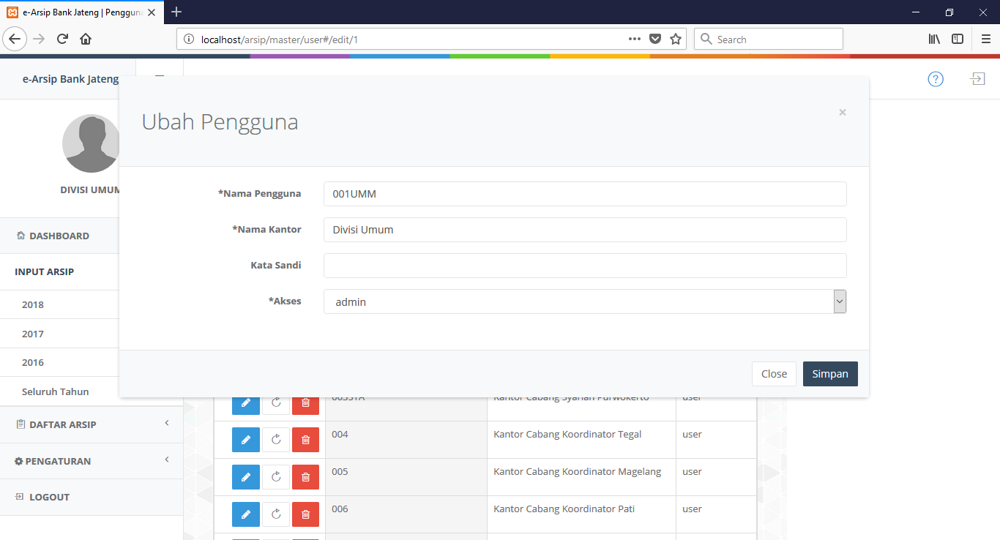 e-Arsip Bank Jateng | Pengguna
localhost/arsip/master/user#/edit/1
Search
e-Arsip Bank Jateng
Ubah Pengguna
DIVISI UMUM
*Nama Pengguna 001UMM
*Nama Kantor Divisi Umum
Kata Sandi
*Akses admin
Close Simpan
DASHBOARD
INPUT ARSIP
2018
2017
2016
Seluruh Tahun
DAFTAR ARSIP
PENGATURAN
LOGOUT
00551A Kantor Cabang Syariah Purwokerto user
004 Kantor Cabang Koordinator Tegal user
005 Kantor Cabang Koordinator Magelang user
006 Kantor Cabang Koordinator Pati user